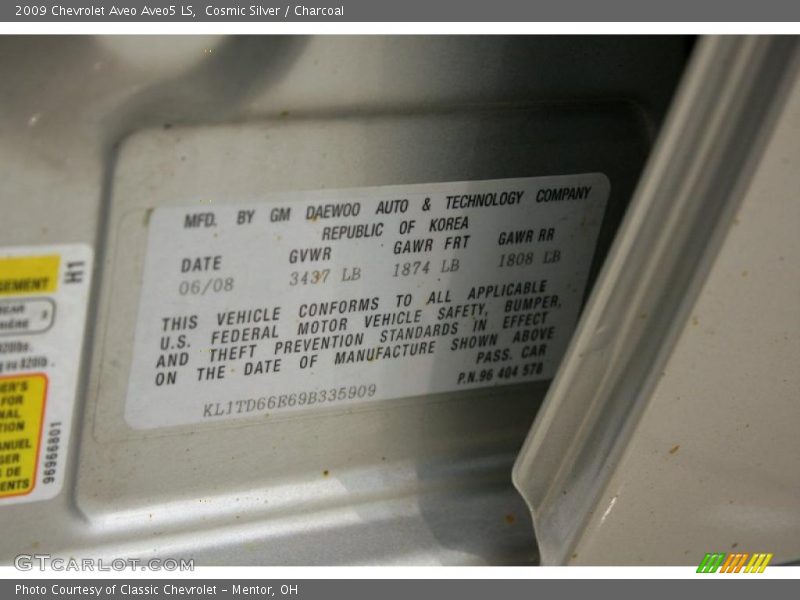 2009 Chevrolet Aveo Aveo5 LS, Cosmic Silver / Charcoal
MFD. BY GM DAEWOO AUTO & TECHNOLOGY COMPANY
REPUBLIC OF KOREA
DATE GVWR GAWR FRT GAWR RR
06/08 3437 LB 1874 LB 1808 LB
THIS VEHICLE CONFORMS TO ALL APPLICABLE
U.S. FEDERAL MOTOR VEHICLE SAFETY, BUMPER,
AND THEFT PREVENTION STANDARDS IN EFFECT
ON THE DATE OF MANUFACTURE SHOWN ABOVE
PASS. CAR
P.N.96 404 578
KL1TD66E69B335909
H1
96966801
GTCARLOT.COM
Photo Courtesy of Classic Chevrolet - Mentor, OH